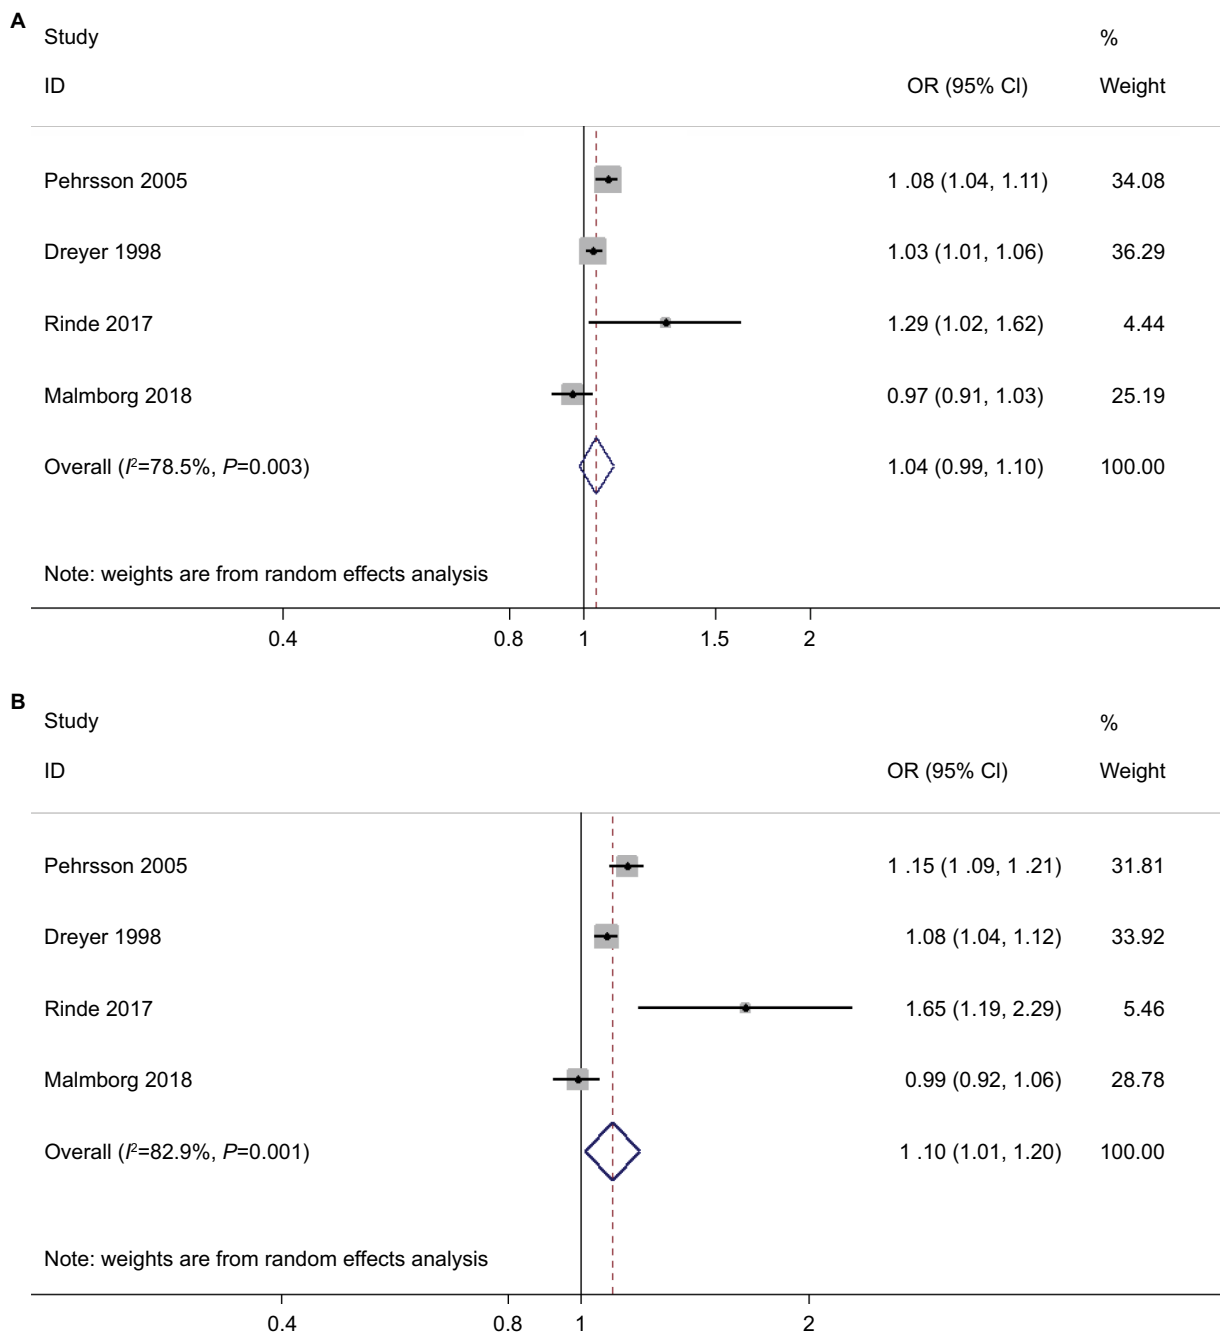 A
Study %
ID OR (95% CI) Weight
Pehrsson 2005 1 .08 (1.04, 1.11) 34.08
Dreyer 1998 1.03 (1.01, 1.06) 36.29
Rinde 2017 1.29 (1.02, 1.62) 4.44
Malmborg 2018 0.97 (0.91, 1.03) 25.19
Overall (I²=78.5%, P=0.003) 1.04 (0.99, 1.10) 100.00
Note: weights are from random effects analysis
0.4 0.8 1 1.5 2
B
Study %
ID OR (95% CI) Weight
Pehrsson 2005 1 .15 (1 .09, 1 .21) 31.81
Dreyer 1998 1.08 (1.04, 1.12) 33.92
Rinde 2017 1.65 (1.19, 2.29) 5.46
Malmborg 2018 0.99 (0.92, 1.06) 28.78
Overall (I²=82.9%, P=0.001) 1 .10 (1.01, 1.20) 100.00
Note: weights are from random effects analysis
0.4 0.8 1 2